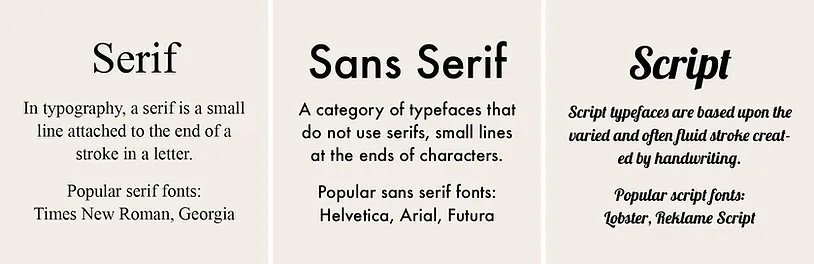 Serif
In typography, a serif is a small
line attached to the end of a
stroke in a letter.
Popular serif fonts:
Times New Roman, Georgia
Sans Serif
A category of typefaces that
do not use serifs, small lines
at the ends of characters.
Popular sans serif fonts:
Helvetica, Arial, Futura
Script
Script typefaces are based upon the
varied and often fluid stroke creat-
ed by handwriting.
Popular script fonts:
Lobster, Reklame Script